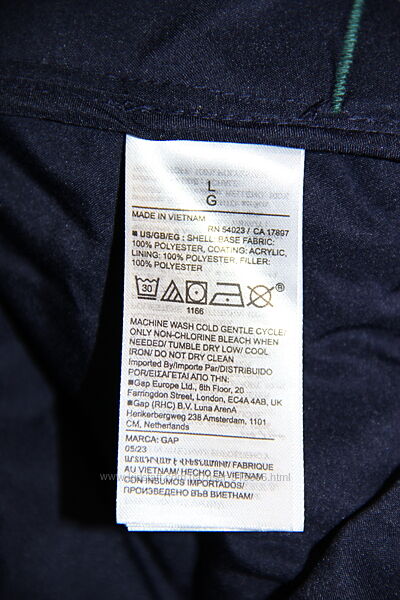 L
G
MADE IN VIETNAM
RN 54023 / CA 17897
■ US/GB/EG : SHELL, BASE FABRIC:
100% POLYESTER, COATING: ACRYLIC,
LINING: 100% POLYESTER, FILLER:
100% POLYESTER
30
®
1166
MACHINE WASH COLD GENTLE CYCLE/
ONLY NON-CHLORINE BLEACH WHEN
NEEDED/ TUMBLE DRY LOW/ COOL
IRON/ DO NOT DRY CLEAN
Imported By/Importe Par/DISTRIBUIDO
POR/ΕΙΣΑΓΕΤΑΙ ΑΠΟ ΤΗΝ:
■Gap Europe Ltd., 8th Floor, 20
Farringdon Street, London, EC4A 4AB, UK
■Gap (RHC) B.V. Luna ArenA
Herikerbergweg 238 Amsterdam, 1101
CM, Netherlands
MARCA: GAP
05/23
FABRIQUE
AU VIETNAM/ HECHO EN VIETNAM
CON INSUMOS IMPORTADOS/
ПРОИЗВЕДЕНО ВЪВ ВИЕТНАМ/